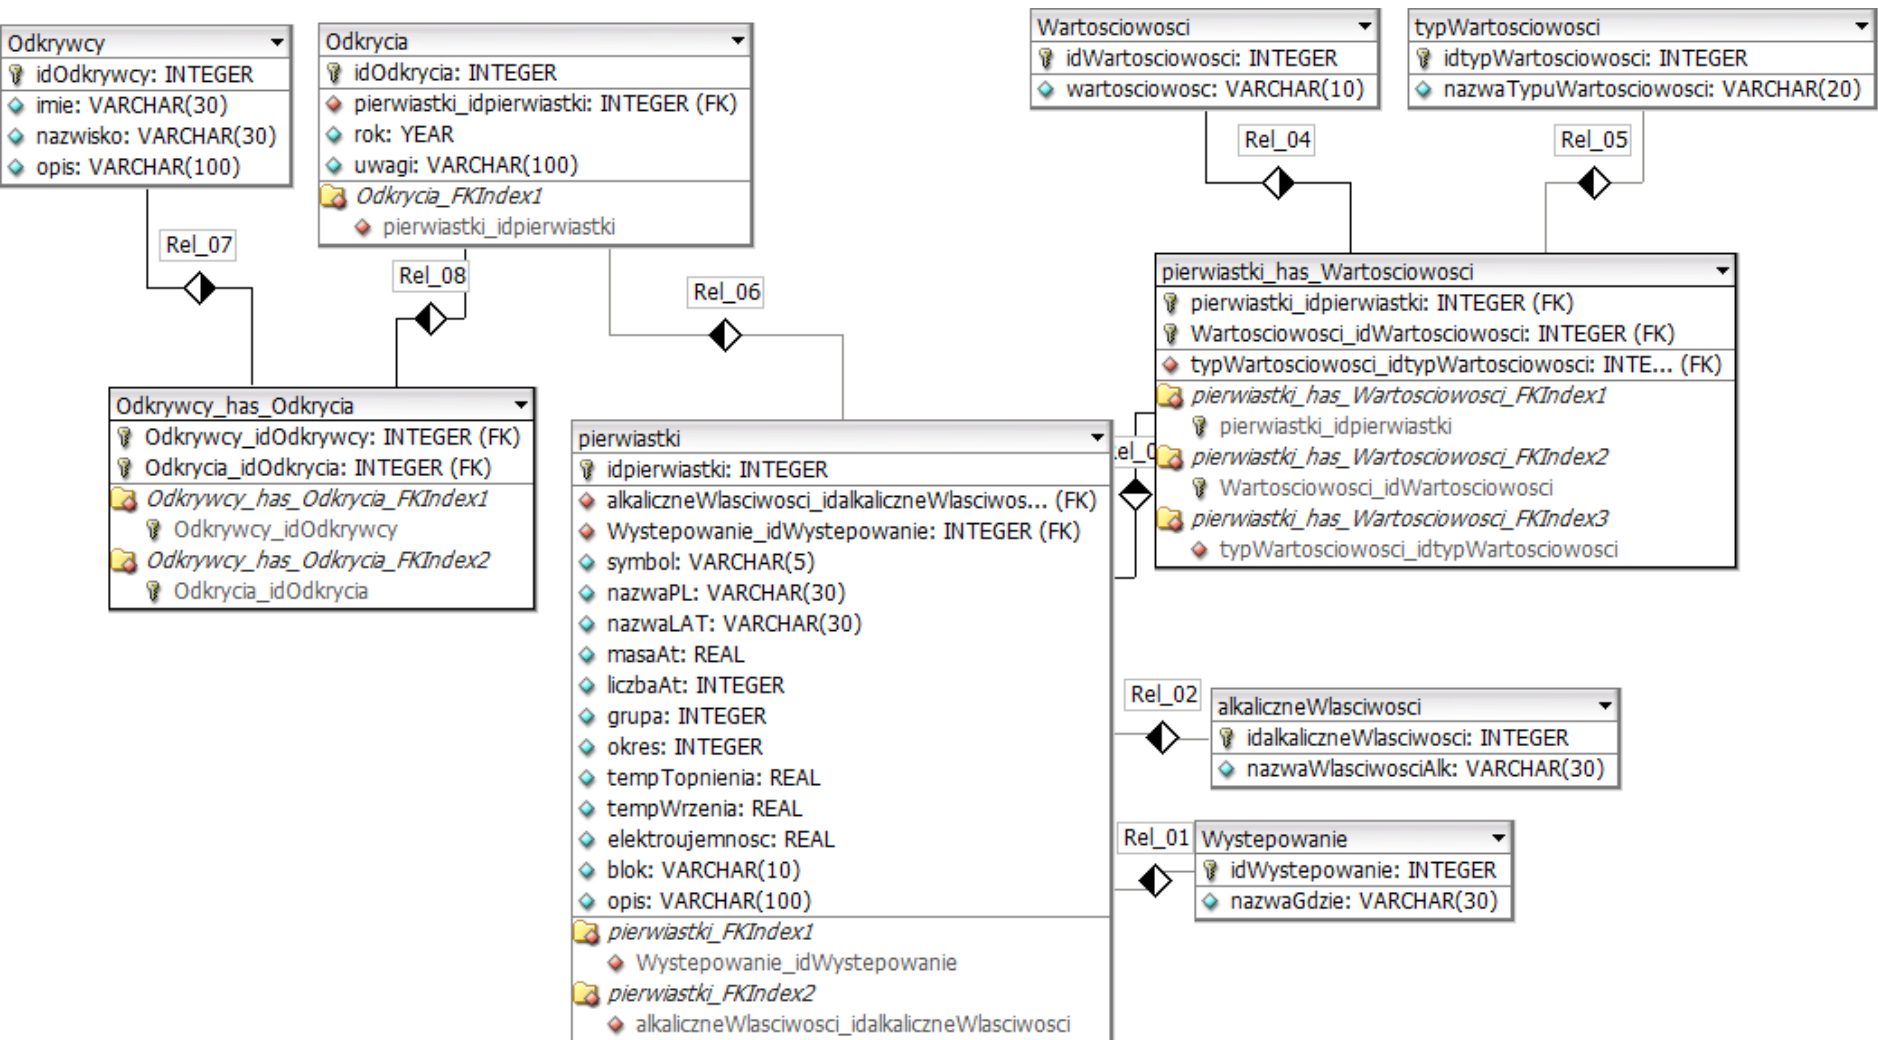 Odkrywcy
idOdkrywcy: INTEGER
imie: VARCHAR(30)
nazwisko: VARCHAR(30)
opis: VARCHAR(100)
Odkrycia
idOdkrycia: INTEGER
pierwiastki_idpierwiastki: INTEGER (FK)
rok: YEAR
uwagi: VARCHAR(100)
Odkrycia_FKIndex1
pierwiastki_idpierwiastki
Wartosciowosci
idWartosciowosci: INTEGER
wartosciowosc: VARCHAR(10)
typWartosciowosci
idtypWartosciowosci: INTEGER
nazwaTypuWartosciowosci: VARCHAR(20)
Rel_04
Rel_05
Rel_07
Rel_08
Rel_06
pierwiastki_has_Wartosciowosci
pierwiastki_idpierwiastki: INTEGER (FK)
Wartosciowosci_idWartosciowosci: INTEGER (FK)
typWartosciowosci_idtypWartosciowosci: INTE... (FK)
pierwiastki_has_Wartosciowosci_FKIndex1
pierwiastki_idpierwiastki
pierwiastki_has_Wartosciowosci_FKIndex2
Wartosciowosci_idWartosciowosci
pierwiastki_has_Wartosciowosci_FKIndex3
typWartosciowosci_idtypWartosciowosci
Odkrywcy_has_Odkrycia
Odkrywcy_idOdkrywcy: INTEGER (FK)
Odkrycia_idOdkrycia: INTEGER (FK)
Odkrywcy_has_Odkrycia_FKIndex1
Odkrywcy_idOdkrywcy
Odkrywcy_has_Odkrycia_FKIndex2
Odkrycia_idOdkrycia
pierwiastki
idpierwiastki: INTEGER
alkaliczneWlasciwosci_idalkaliczneWlasciwos... (FK)
Wystepowanie_idWystepowanie: INTEGER (FK)
symbol: VARCHAR(5)
nazwaPL: VARCHAR(30)
nazwaLAT: VARCHAR(30)
masaAt: REAL
liczbaAt: INTEGER
grupa: INTEGER
okres: INTEGER
tempTopnienia: REAL
tempWrzenia: REAL
elektroujemnosc: REAL
blok: VARCHAR(10)
opis: VARCHAR(100)
pierwiastki_FKIndex1
Wystepowanie_idWystepowanie
pierwiastki_FKIndex2
alkaliczneWlasciwosci_idalkaliczneWlasciwosci
Rel_02
alkaliczneWlasciwosci
idalkaliczneWlasciwosci: INTEGER
nazwaWlasciwosciAlk: VARCHAR(30)
Rel_01
Wystepowanie
idWystepowanie: INTEGER
nazwaGdzie: VARCHAR(30)